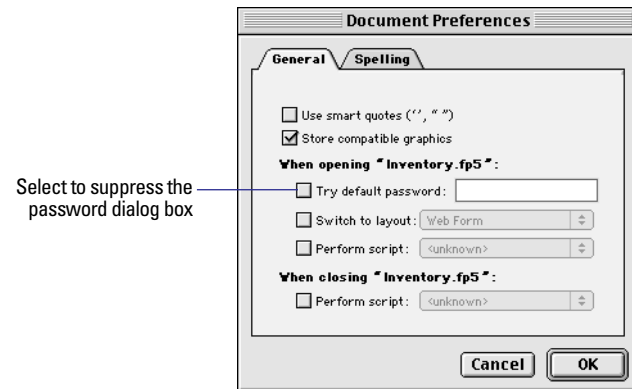 Document Preferences
General
Spelling
Use smart quotes (‘’, “ ”)
Store compatible graphics
When opening “Inventory.fp5”:
Select to suppress the
password dialog box
Try default password:
Switch to layout: Web Form
Perform script: <unknown>
When closing “Inventory.fp5”:
Perform script: <unknown>
Cancel
OK